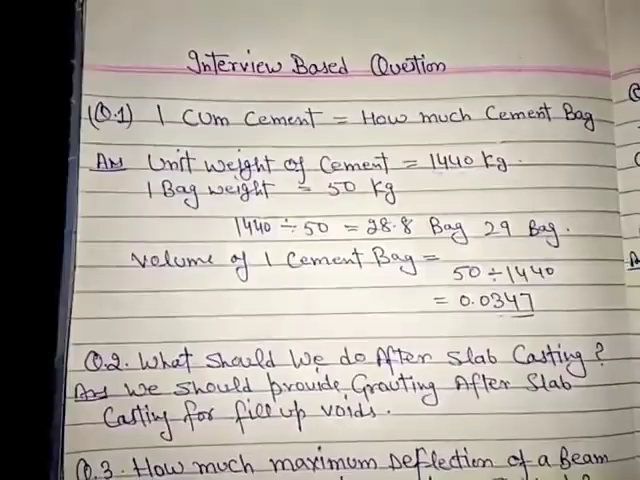 Interview Based Question
(Q.1) 1 Cum Cement = How much Cement Bag
Ans Unit weight of Cement = 1440 Kg.
1 Bag weight = 50 Kg
1440 ÷ 50 = 28.8 Bag 29 Bag.
Volume of 1 Cement Bag =
50 ÷ 1440
= 0.0347
Q.2. What should We do After Slab Casting?
Ans We should provide Grouting After Slab
Casting for fill up voids.
Q.3. How much maximum Deflection of a Beam